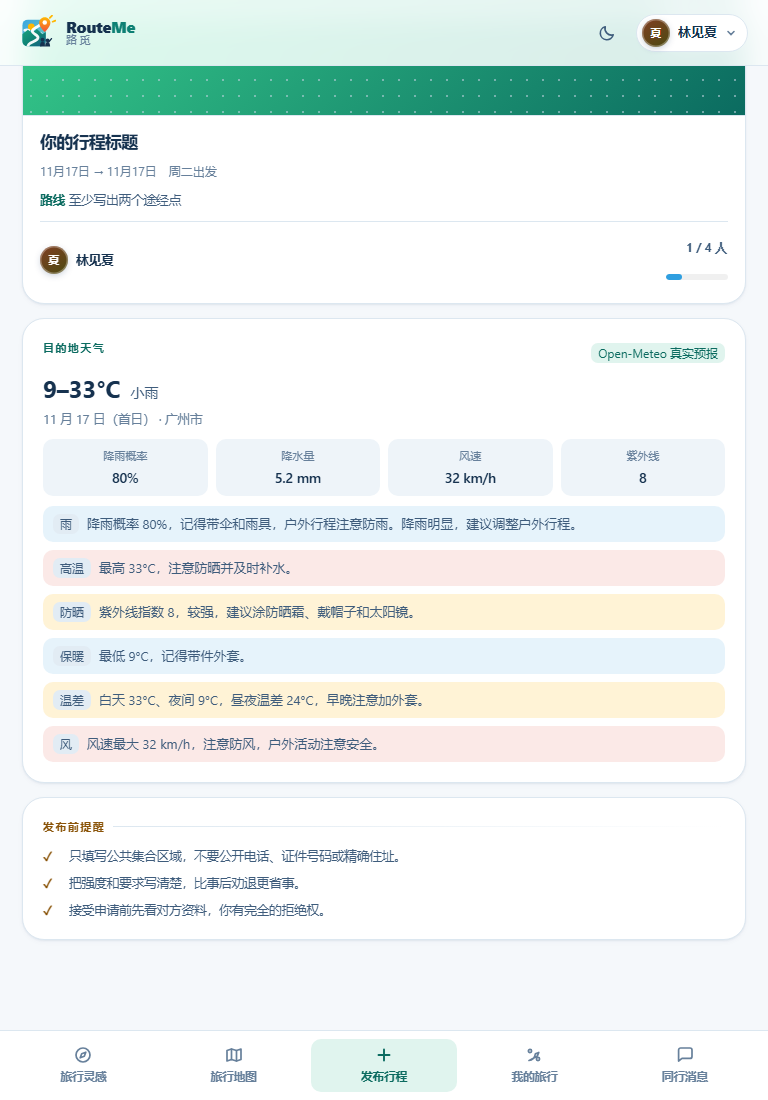 RouteMe
路觅
夏 林见夏
你的行程标题
11月17日 → 11月17日 周二出发
路线 至少写出两个途经点
夏 林见夏
1 / 4 人
目的地天气
Open-Meteo 真实预报
9–33°C 小雨
11 月 17 日（首日）· 广州市
降雨概率 降水量 风速 紫外线
80% 5.2 mm 32 km/h 8
雨 降雨概率 80%，记得带伞和雨具，户外行程注意防雨。降雨明显，建议调整户外行程。
高温 最高 33°C，注意防晒并及时补水。
防晒 紫外线指数 8，较强，建议涂防晒霜、戴帽子和太阳镜。
保暖 最低 9°C，记得带件外套。
温差 白天 33°C、夜间 9°C，昼夜温差 24°C，早晚注意加外套。
风 风速最大 32 km/h，注意防风，户外活动注意安全。
发布前提醒
✓ 只填写公共集合区域，不要公开电话、证件号码或精确住址。
✓ 把强度和要求写清楚，比事后劝退更省事。
✓ 接受申请前先看对方资料，你有完全的拒绝权。
旅行灵感 旅行地图 发布行程 我的旅行 同行消息